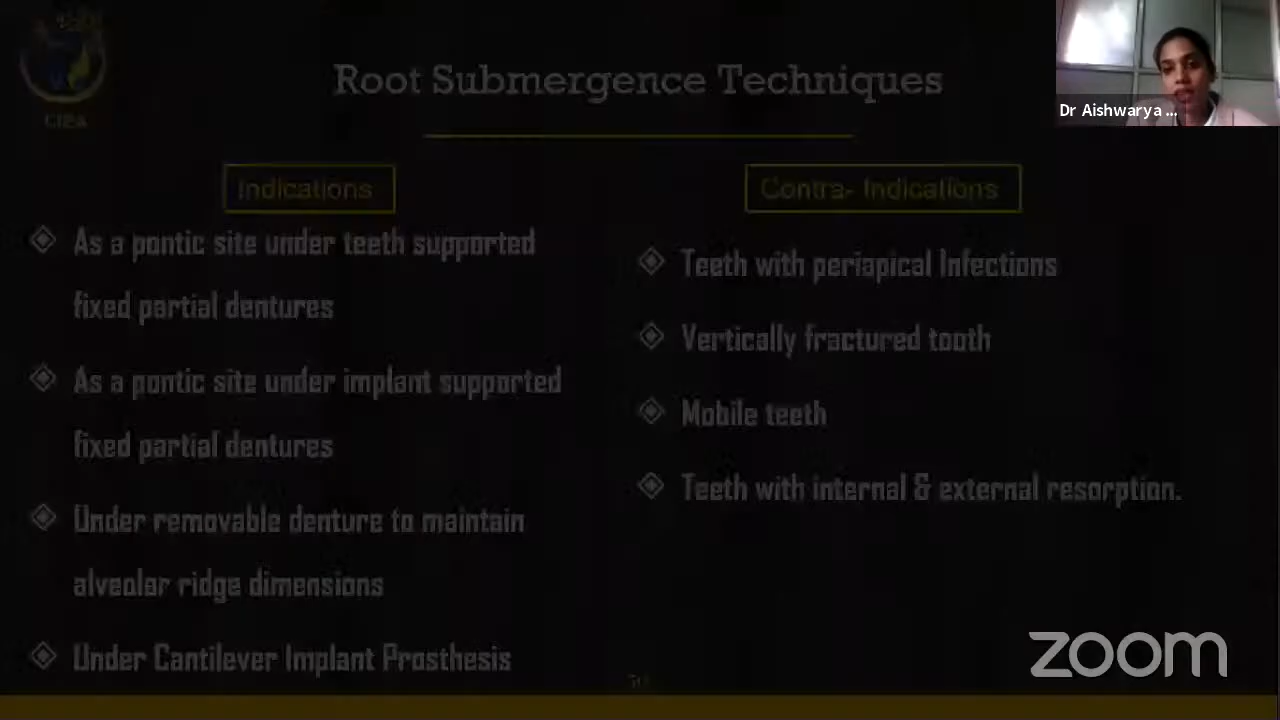 Root Submergence Techniques
Dr Aishwarya ...
Indications
As a pontic site under teeth supported
fixed partial dentures
As a pontic site under implant supported
fixed partial dentures
Under removable denture to maintain
alveolar ridge dimensions
Under Cantilever Implant Prosthesis
Contra- Indications
Teeth with periapical Infections
Vertically fractured tooth
Mobile teeth
Teeth with internal & external resorption.
zoom